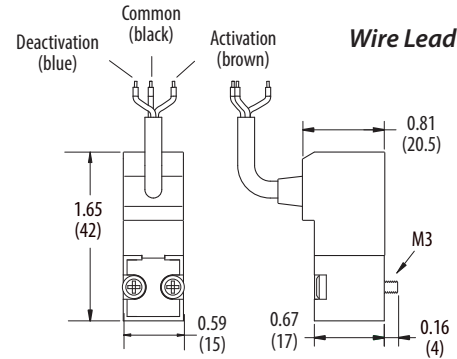 Wire Lead
Common
(black)
Deactivation
(blue)
Activation
(brown)
0.81
(20.5)
1.65
(42)
M3
0.59
(15)
0.67
(17)
0.16
(4)